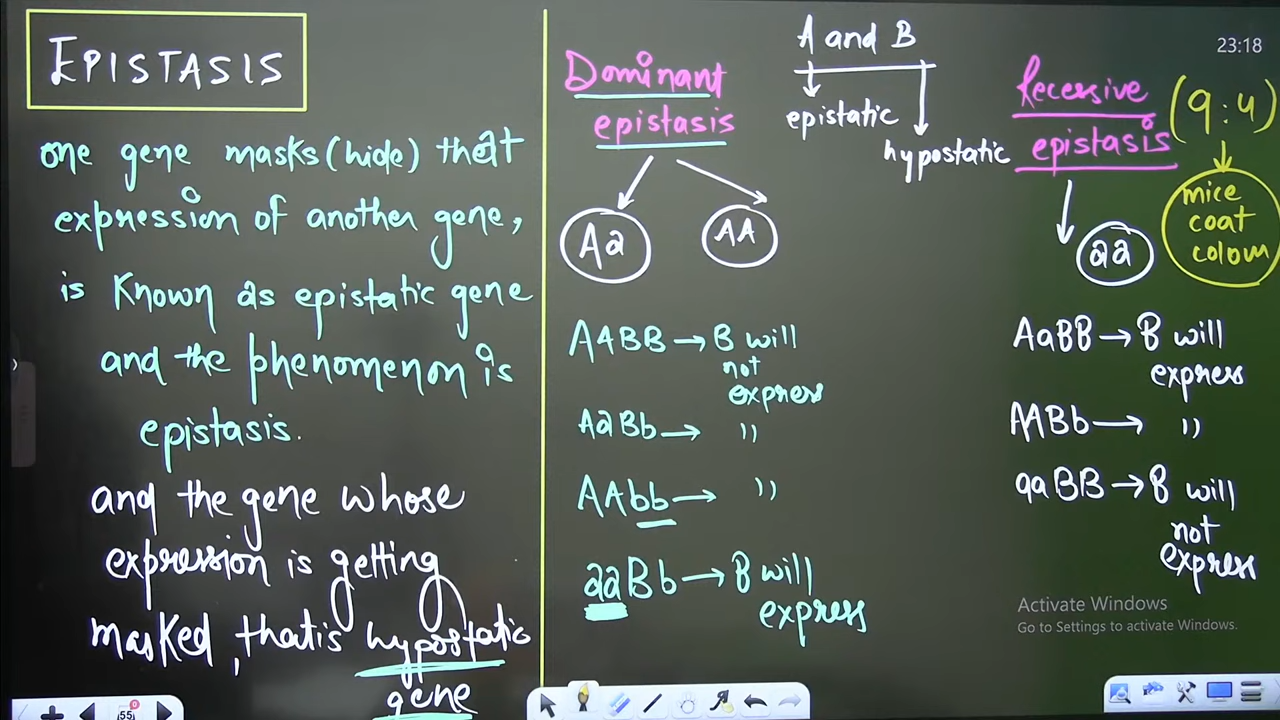 EPISTASIS
one gene masks (hide) that
expression of another gene,
is Known as epistatic gene
and the phenomenon is
epistasis.
and the gene whose
expression is getting
masked, that is hypostatic
gene
Dominant
epistasis
Aa
AA
AABB → B will
not
express
AaBb → "
AAbb → "
aaBb → B will
express
A and B
epistatic
hypostatic
23:18
Recessive
epistasis
(9:4)
mice
coat
colour
aa
AaBB → B will
express
AABb → "
aaBB → B will
not
express
Activate Windows
Go to Settings to activate Windows.
55